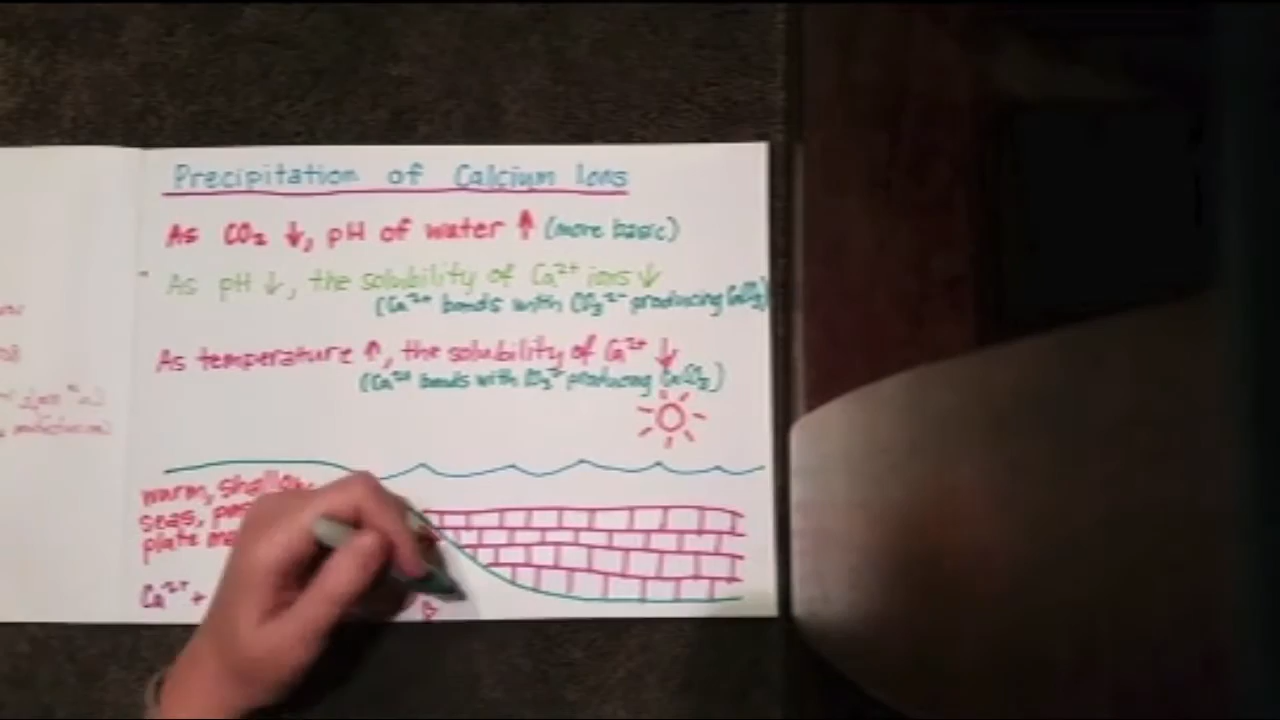 Precipitation of Calcium Ions
As CO₂ ↓, pH of water ↑ (more basic)
As pH ↓, the solubility of Ca²⁺ ions ↓
(Ca²⁺ bonds with CO₃²⁻ producing CaCO₃)
As temperature ↑, the solubility of Ca²⁺ ↓
(Ca²⁺ bonds with CO₃²⁻ producing CaCO₃)
warm, shallow
seas,
plate
Ca²⁺ +